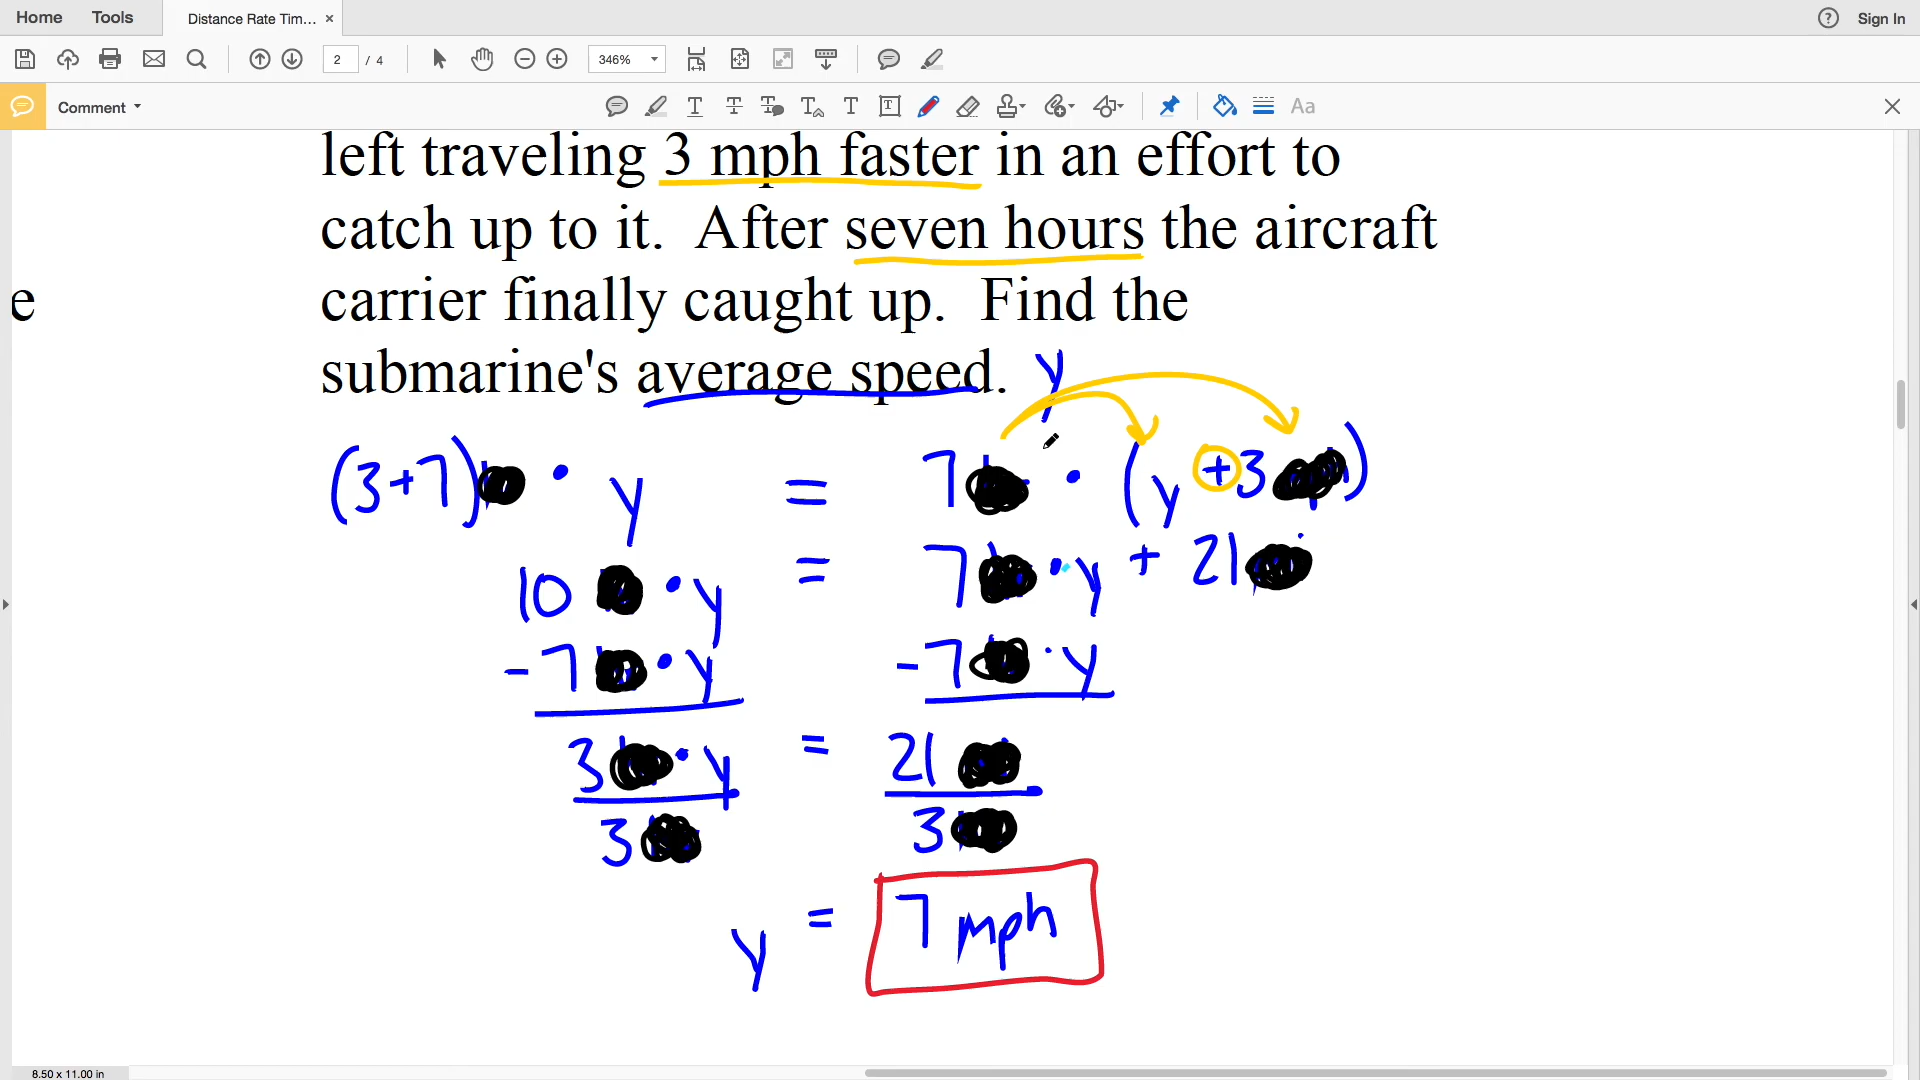 Home Tools Distance Rate Tim... × Sign In
2 / 4 346%
Comment Aa
left traveling 3 mph faster in an effort to
catch up to it. After seven hours the aircraft
e carrier finally caught up. Find the
submarine's average speed. y
(3+7) • y = 7 • (y + 3 )
10 • y = 7 • y + 21
- 7 • y - 7 • y
3 • y = 21
3 3
y = 7 mph
8.50 x 11.00 in